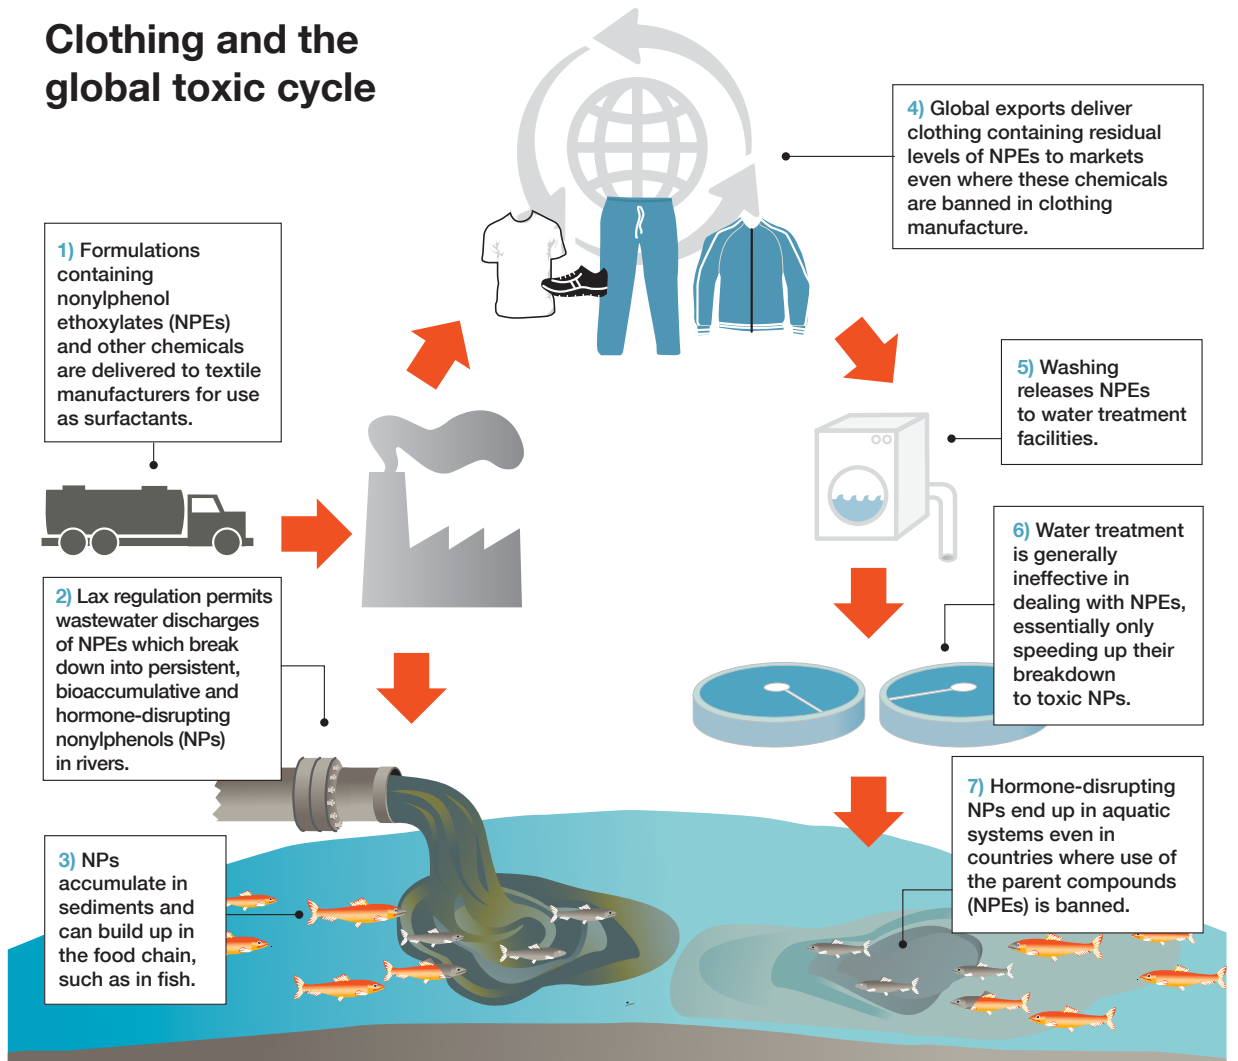 Clothing and the
global toxic cycle
1) Formulations
containing
nonylphenol
ethoxylates (NPEs)
and other chemicals
are delivered to textile
manufacturers for use
as surfactants.
2) Lax regulation permits
wastewater discharges
of NPEs which break
down into persistent,
bioaccumulative and
hormone-disrupting
nonylphenols (NPs)
in rivers.
3) NPs
accumulate in
sediments and
can build up in
the food chain,
such as in fish.
4) Global exports deliver
clothing containing residual
levels of NPEs to markets
even where these chemicals
are banned in clothing
manufacture.
5) Washing
releases NPEs
to water treatment
facilities.
6) Water treatment
is generally
ineffective in
dealing with NPEs,
essentially only
speeding up their
breakdown
to toxic NPs.
7) Hormone-disrupting
NPs end up in aquatic
systems even in
countries where use of
the parent compounds
(NPEs) is banned.